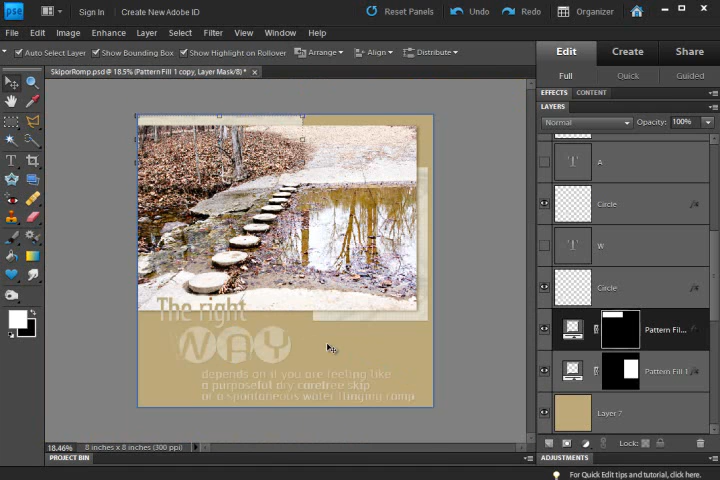 pse
Sign In
Create New Adobe ID
Reset Panels
Undo
Redo
Organizer
File Edit Image Enhance Layer Select Filter View Window Help
Auto Select Layer
Show Bounding Box
Show Highlight on Rollover
Arrange
Align
Distribute
Edit
Create
Share
SkiporRomp.psd @ 18.5% (Pattern Fill 1 copy, Layer Mask/8) * ×
Full
Quick
Guided
EFFECTS CONTENT
LAYERS
Normal
Opacity: 100%
T A
Circle
T W
Circle
Pattern Fil...
Pattern Fill 1
Layer 7
Lock:
The right
WAY
depends on if you are feeling like
a purposeful dry carefree skip
or a spontaneous water flinging romp
18.46%
8 inches x 8 inches (300 ppi)
PROJECT BIN
ADJUSTMENTS
For Quick Edit tips and tutorial, click here.